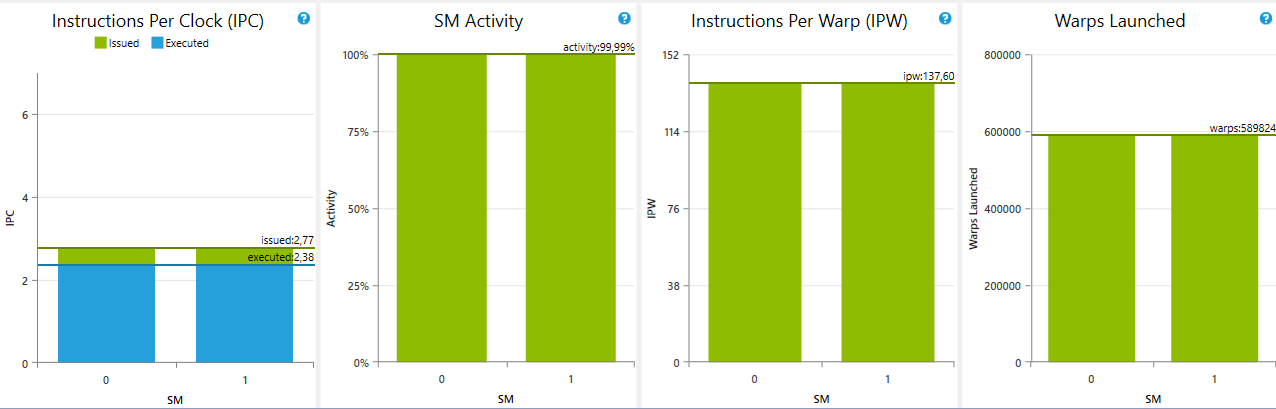 Instructions Per Clock (IPC)
?
Issued
Executed
6
4
2
0
IPC
issued:2,77
executed:2,38
0
1
SM
SM Activity
?
100%
75%
50%
25%
0%
Activity
activity:99,99%
0
1
SM
Instructions Per Warp (IPW)
?
152
114
76
38
0
IPW
ipw:137,60
0
1
SM
Warps Launched
?
800000
600000
400000
200000
0
Warps Launched
warps:589824
0
1
SM